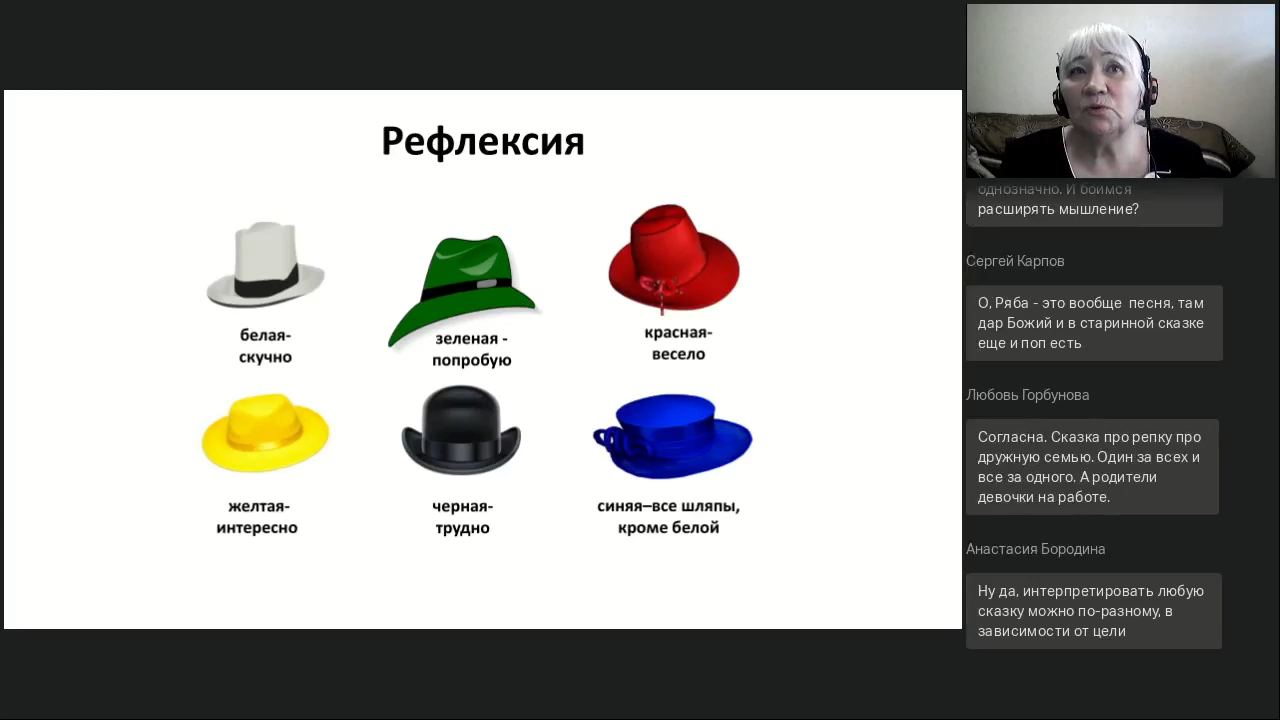 Рефлексия
белая-
скучно
зеленая -
попробую
красная-
весело
желтая-
интересно
черная-
трудно
синяя–все шляпы,
кроме белой
однозначно. И боимся
расширять мышление?
Сергей Карпов
О, Ряба - это вообще песня, там
дар Божий и в старинной сказке
еще и поп есть
Любовь Горбунова
Согласна. Сказка про репку про
дружную семью. Один за всех и
все за одного. А родители
девочки на работе.
Анастасия Бородина
Ну да, интерпретировать любую
сказку можно по-разному, в
зависимости от цели